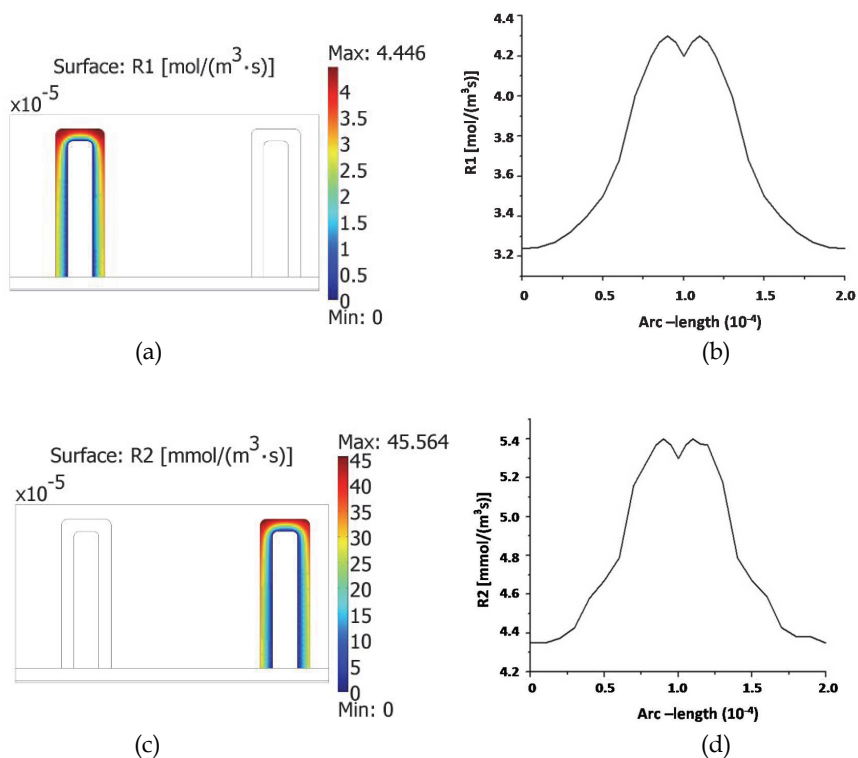 Max: 4.446
Surface: R1 [mol/(m³·s)]
x10⁻⁵
4
3.5
3
2.5
2
1.5
1
0.5
0
Min: 0
(a)
4.4
4.2
4.0
3.8
3.6
3.4
3.2
R1 [mol/(m³s)]
0 0.5 1.0 1.5 2.0
Arc –length (10⁻⁴)
(b)
Max: 45.564
Surface: R2 [mmol/(m³·s)]
x10⁻⁵
45
40
35
30
25
20
15
10
5
0
Min: 0
(c)
5.4
5.2
5.0
4.8
4.6
4.4
4.2
R2 [mmol/(m³s)]
0 0.5 1.0 1.5 2.0
Arc –length (10⁻⁴)
(d)